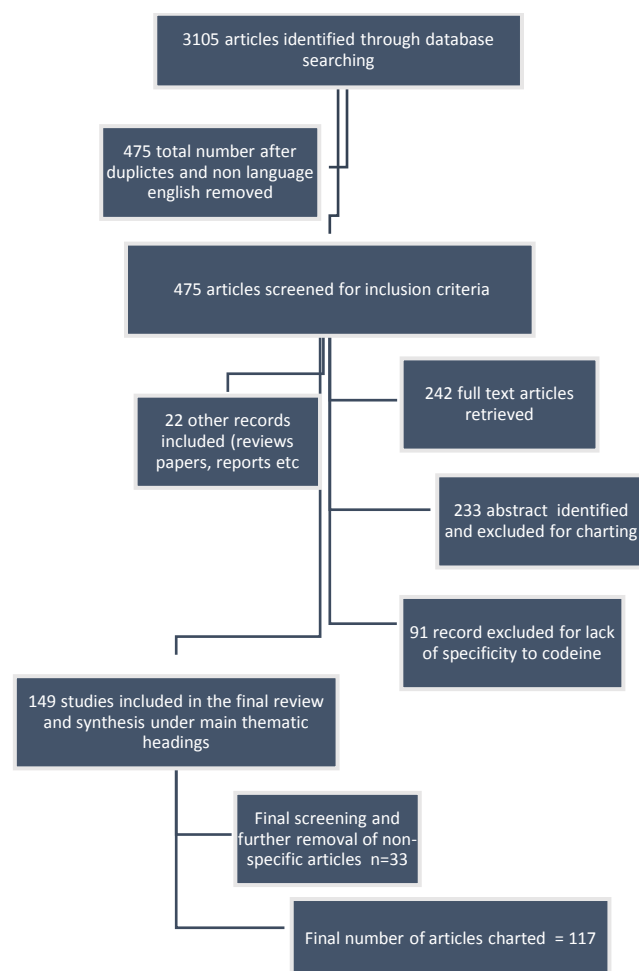 3105 articles identified through database
searching
475 total number after
duplictes and non language
english removed
475 articles screened for inclusion criteria
242 full text articles
retrieved
22 other records
included (reviews
papers, reports etc
233 abstract identified
and excluded for charting
91 record excluded for lack
of specificity to codeine
149 studies included in the final review
and synthesis under main thematic
headings
Final screening and
further removal of non-
specific articles n=33
Final number of articles charted = 117